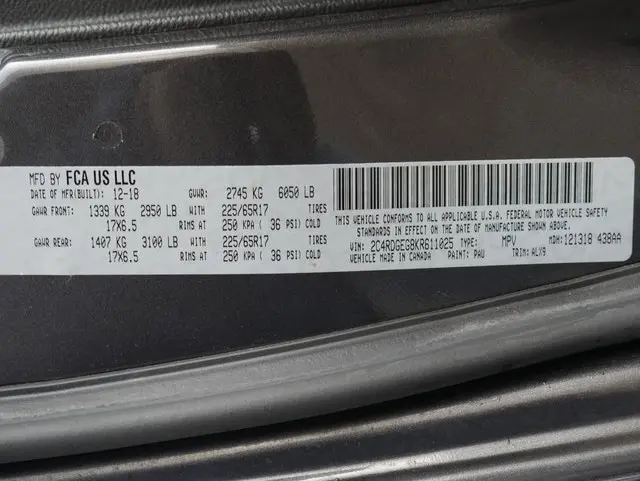 MFD BY FCA US LLC
DATE OF MFR(BUILT): 12-18 GVWR: 2745 KG 6050 LB
GAWR FRONT: 1339 KG 2950 LB WITH 225/65R17 TIRES
17X6.5 RIMS AT 250 KPA ( 36 PSI) COLD
GAWR REAR: 1407 KG 3100 LB WITH 225/65R17 TIRES
17X6.5 RIMS AT 250 KPA ( 36 PSI) COLD
THIS VEHICLE CONFORMS TO ALL APPLICABLE U.S.A. FEDERAL MOTOR VEHICLE SAFETY
STANDARDS IN EFFECT ON THE DATE OF MANUFACTURE SHOWN ABOVE.
VIN: 2C4RDGEG8KR611025 TYPE: MPV MDH: 121318 438AA
VEHICLE MADE IN CANADA PAINT: PAU TRIM: ALX9